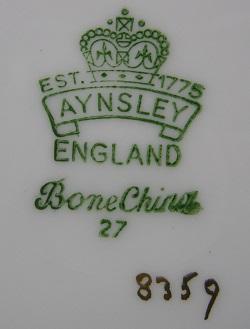 EST. 1775
AYNSLEY
ENGLAND
Bone China
27
8359